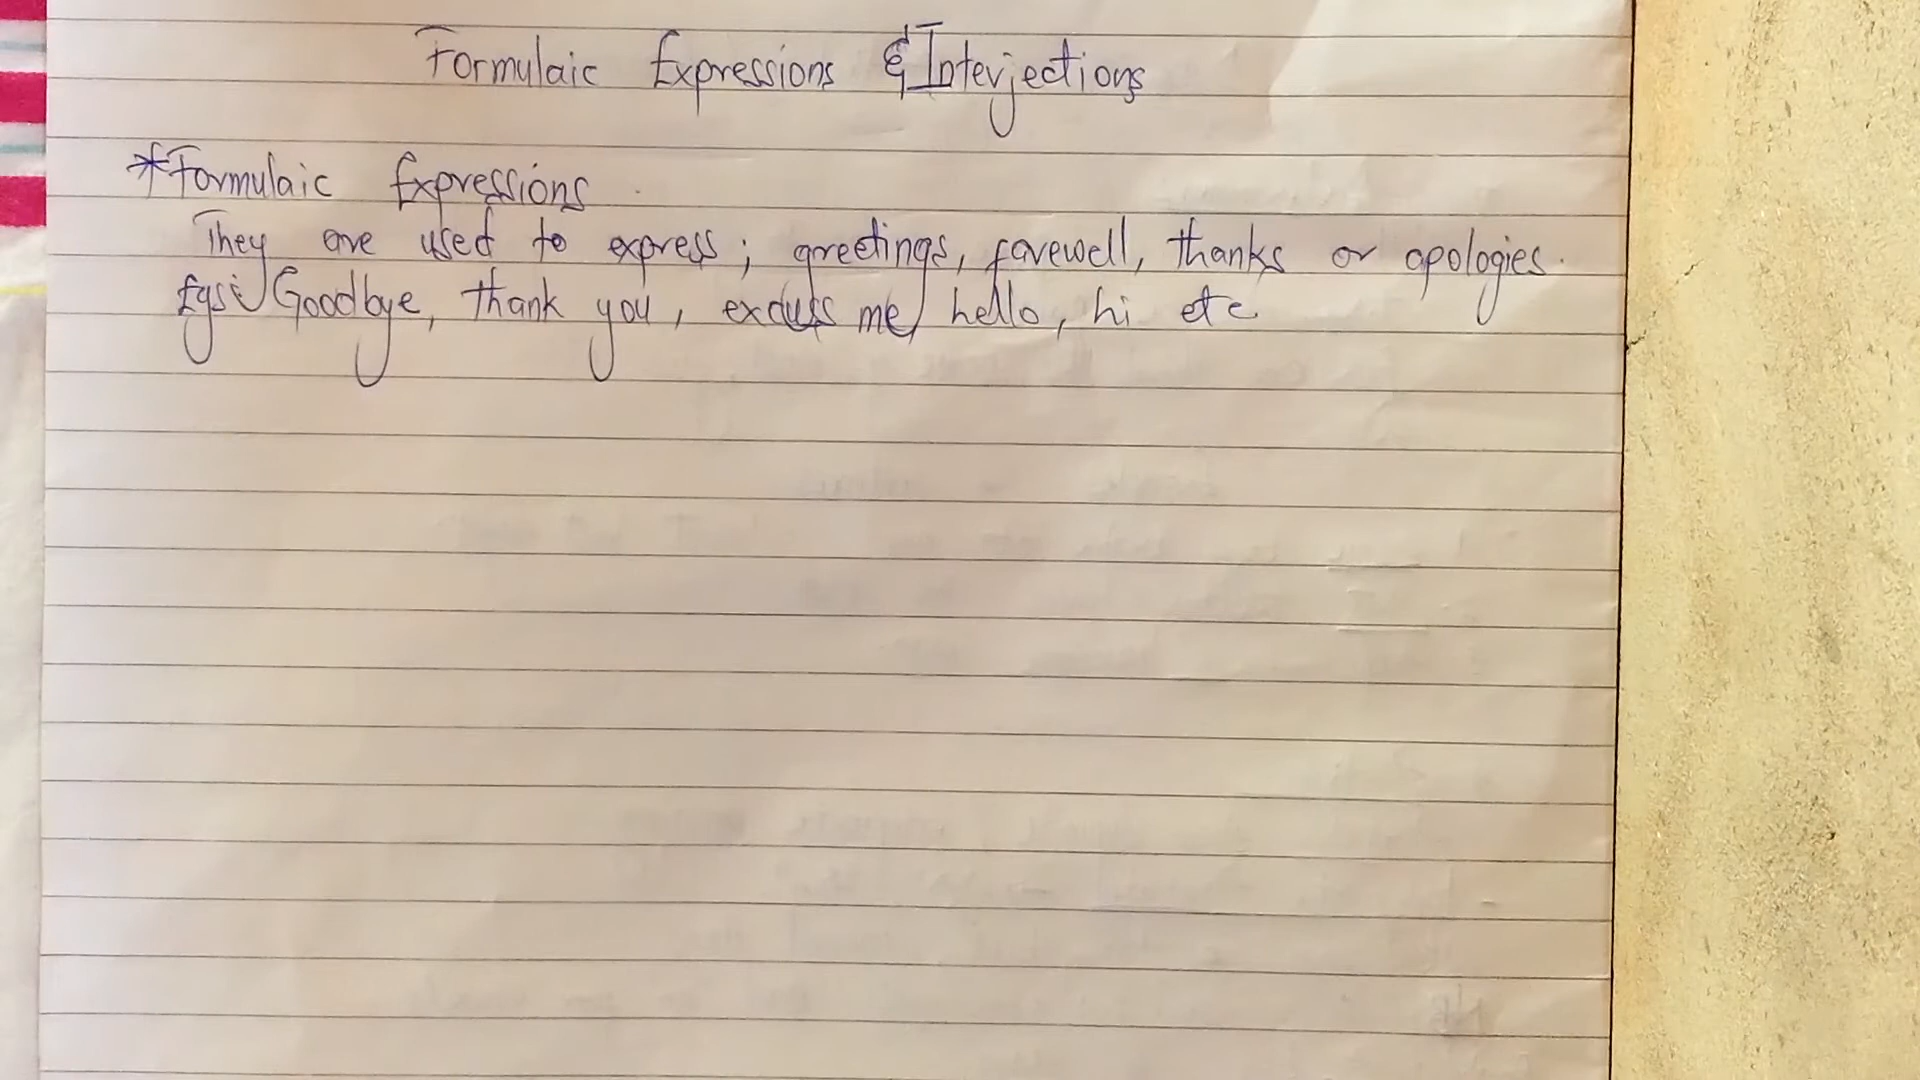 Formulaic Expressions & Interjections
*Formulaic Expressions
They are used to express; greetings, farewell, thanks or apologies.
Egs: Goodbye, thank you, excuse me, hello, hi etc